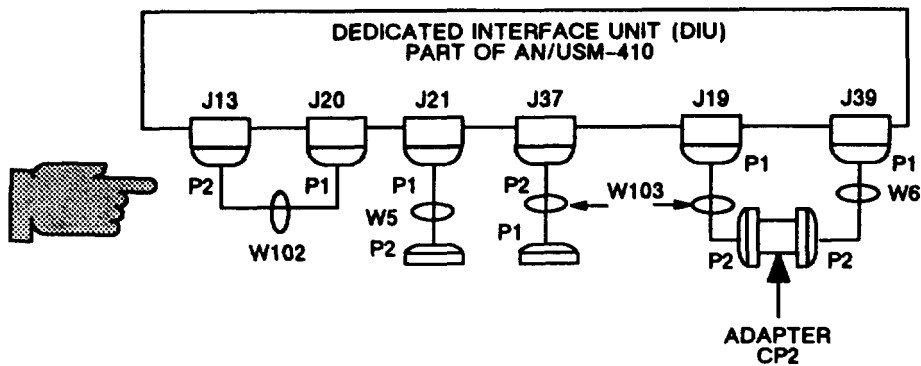 DEDICATED INTERFACE UNIT (DIU)
PART OF AN/USM-410
J13
J20
J21
J37
J19
J39
P2
P1
P1
P2
P1
P1
W102
W5
W103
W6
P2
P1
P2
P2
ADAPTER
CP2